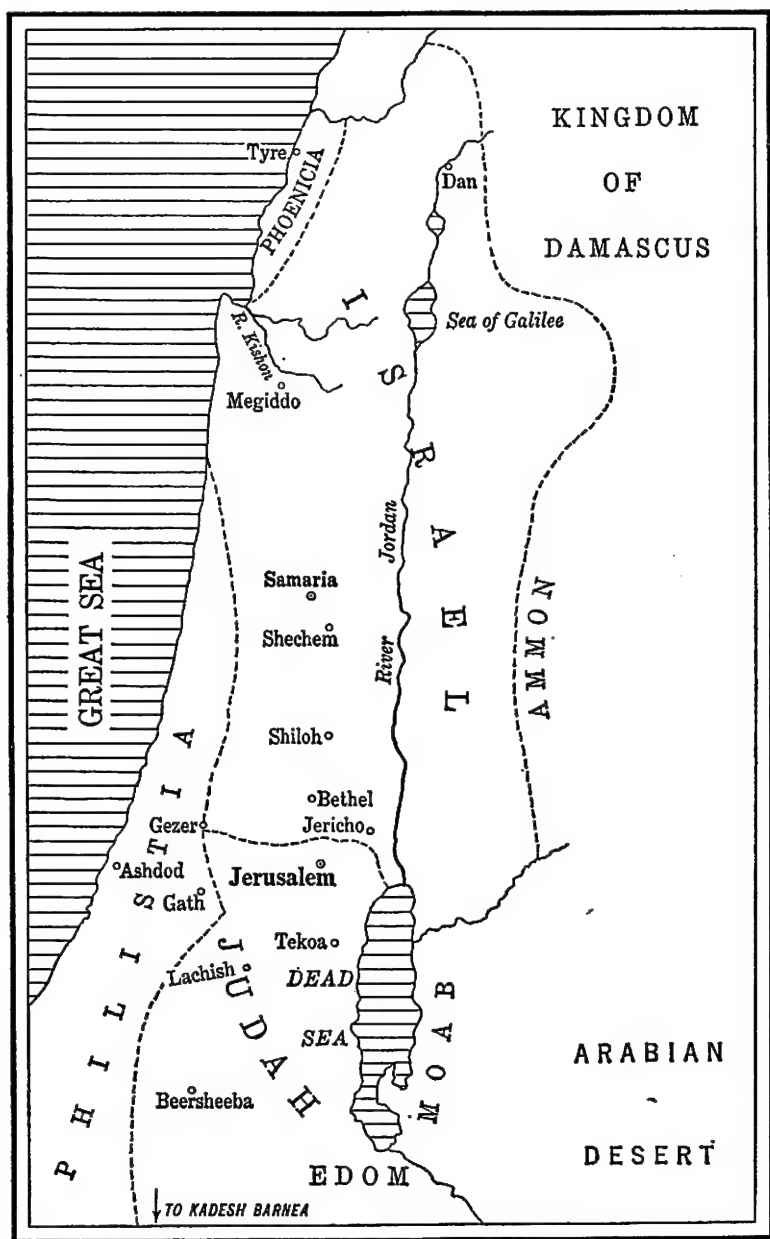 KINGDOM
OF
DAMASCUS
Tyre
Dan
PHOENICIA
ISRAEL
Sea of Galilee
R. Kishon
Megiddo
River Jordan
Samaria
Shechem
GREAT SEA
AMMON
Shiloh
Bethel
Jericho
Gezer
PHILISTIA
Ashdod
Jerusalem
Gath
Tekoa
Lachish
DEAD
SEA
JUDAH
MOAB
Beersheeba
ARABIAN
DESERT
EDOM
TO KADESH BARNEA